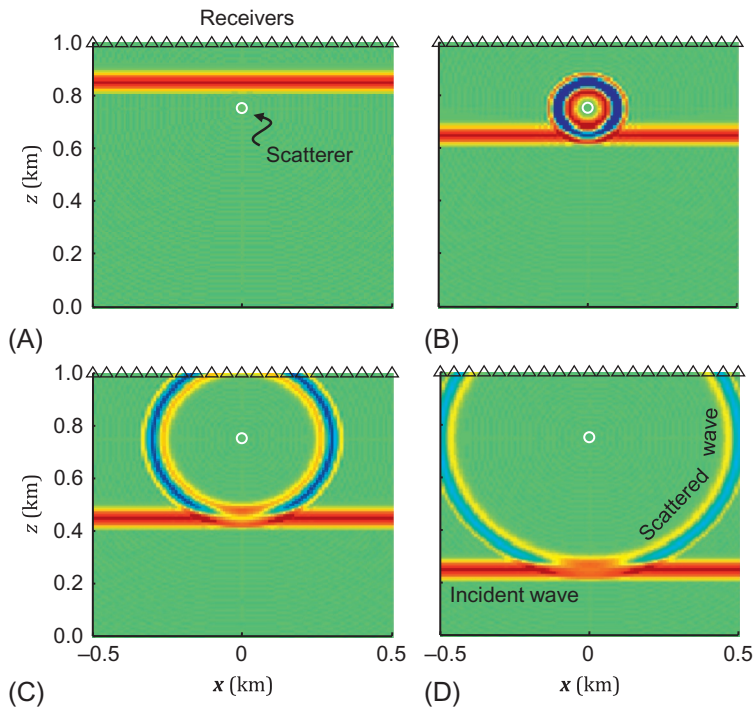 Receivers
1.0
0.8
0.6
0.4
0.2
0.0
z (km)
Scatterer
(A)
(B)
1.0
0.8
0.6
0.4
0.2
0.0
z (km)
Scattered wave
Incident wave
–0.5
0
0.5
–0.5
0
0.5
x (km)
x (km)
(C)
(D)